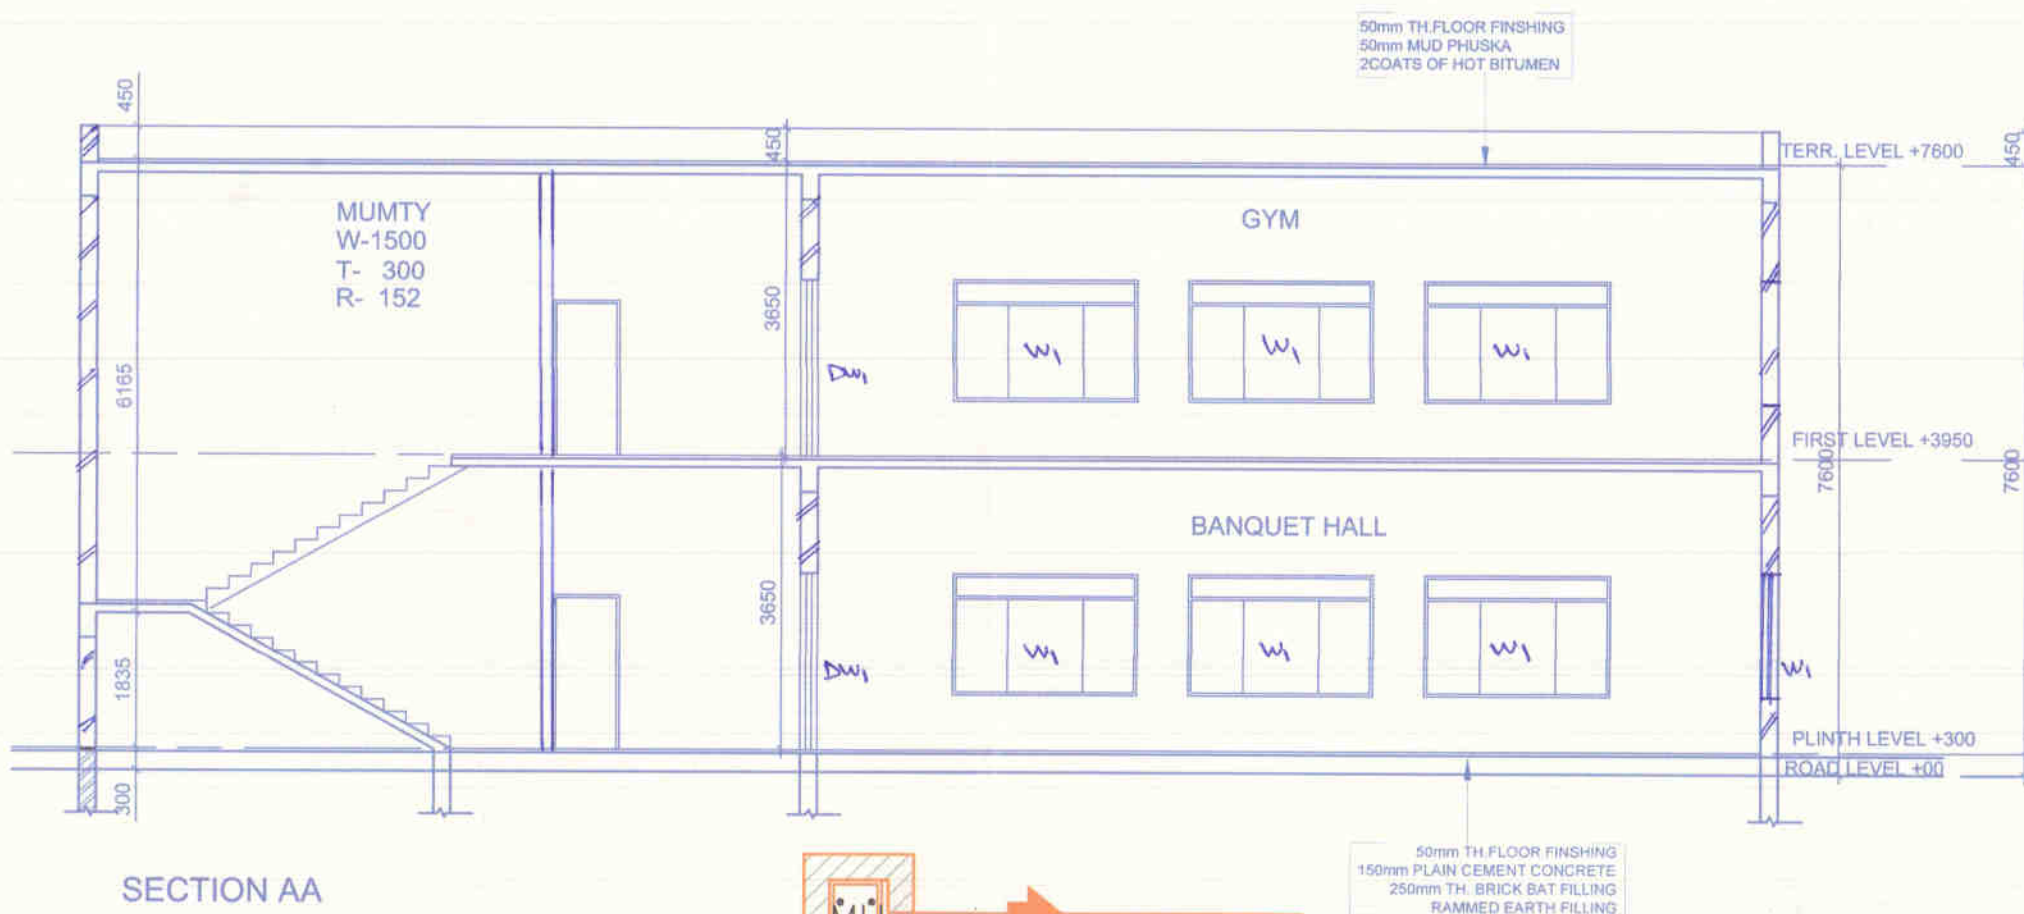 50mm TH.FLOOR FINSHING
50mm MUD PHUSKA
2COATS OF HOT BITUMEN
450
450
450
TERR. LEVEL +7600
MUMTY
W-1500
T- 300
R- 152
GYM
3650
6165
W1
W1
W1
DW1
FIRST LEVEL +3950
7600
7600
BANQUET HALL
3650
1835
W1
W1
W1
DW1
W1
PLINTH LEVEL +300
ROAD LEVEL +00
300
SECTION AA
50mm TH.FLOOR FINSHING
150mm PLAIN CEMENT CONCRETE
250mm TH. BRICK BAT FILLING
RAMMED EARTH FILLING